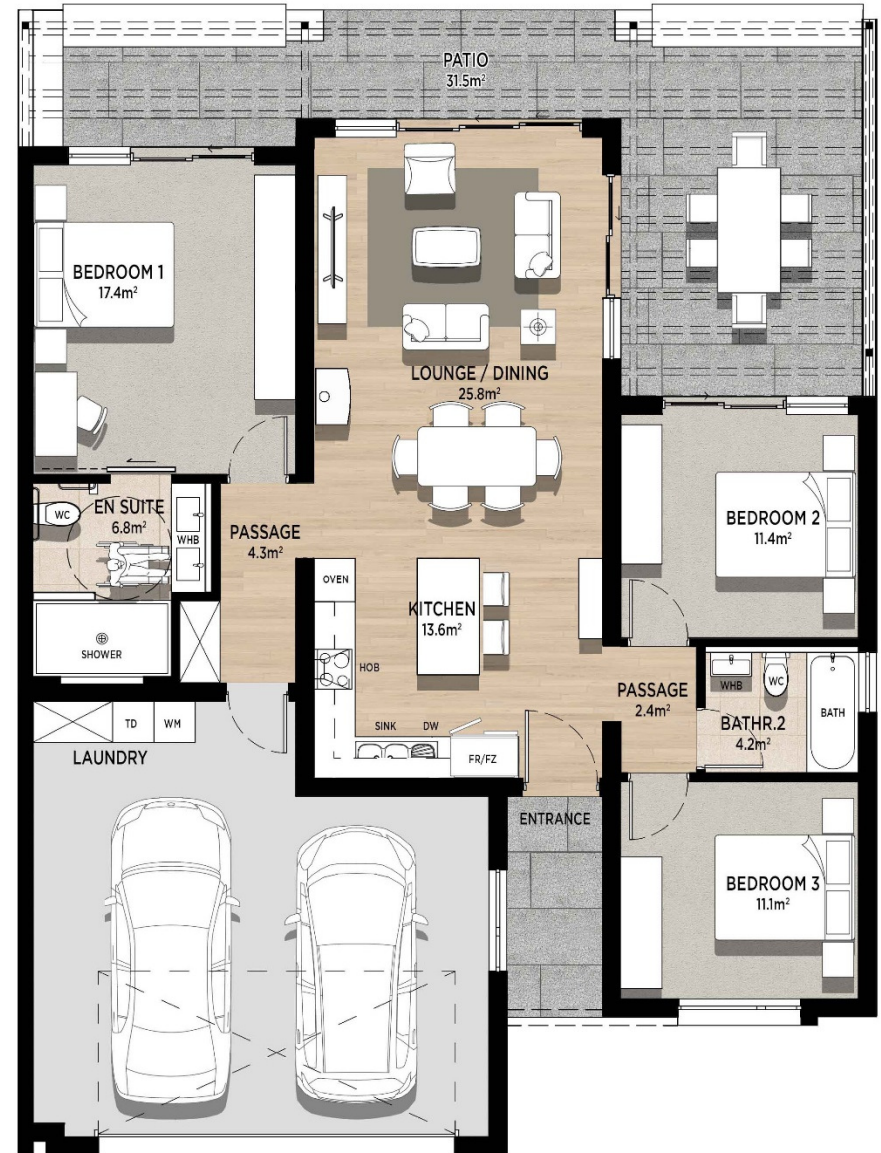 PATIO
31.5m²
BEDROOM 1
17.4m²
LOUNGE / DINING
25.8m²
EN SUITE
6.8m²
WC
WHB
SHOWER
PASSAGE
4.3m²
BEDROOM 2
11.4m²
OVEN
KITCHEN
13.6m²
HOB
SINK
DW
FR/FZ
PASSAGE
2.4m²
WHB
WC
BATH
BATHR.2
4.2m²
TD
WM
LAUNDRY
ENTRANCE
BEDROOM 3
11.1m²